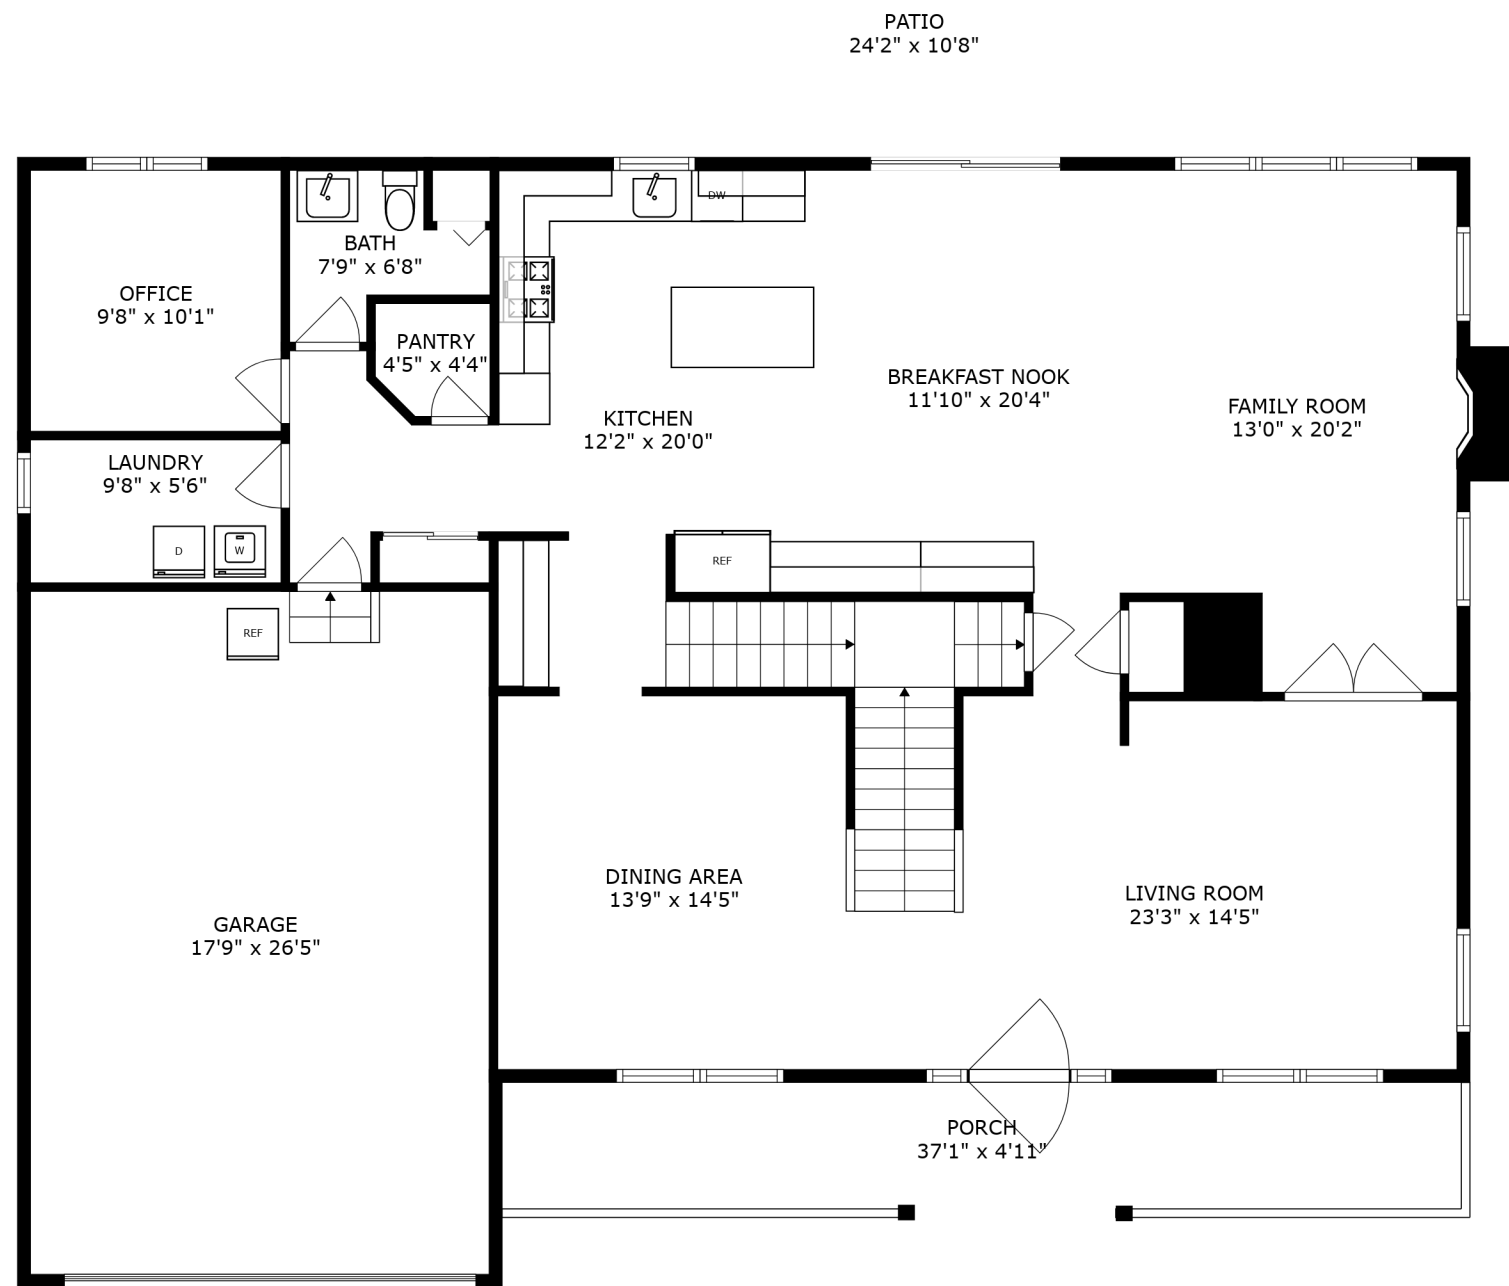 PATIO
24'2" x 10'8"
DW
BATH
7'9" x 6'8"
OFFICE
9'8" x 10'1"
PANTRY
4'5" x 4'4"
BREAKFAST NOOK
11'10" x 20'4"
FAMILY ROOM
13'0" x 20'2"
KITCHEN
12'2" x 20'0"
LAUNDRY
9'8" x 5'6"
D
W
REF
REF
DINING AREA
13'9" x 14'5"
LIVING ROOM
23'3" x 14'5"
GARAGE
17'9" x 26'5"
PORCH
37'1" x 4'11"